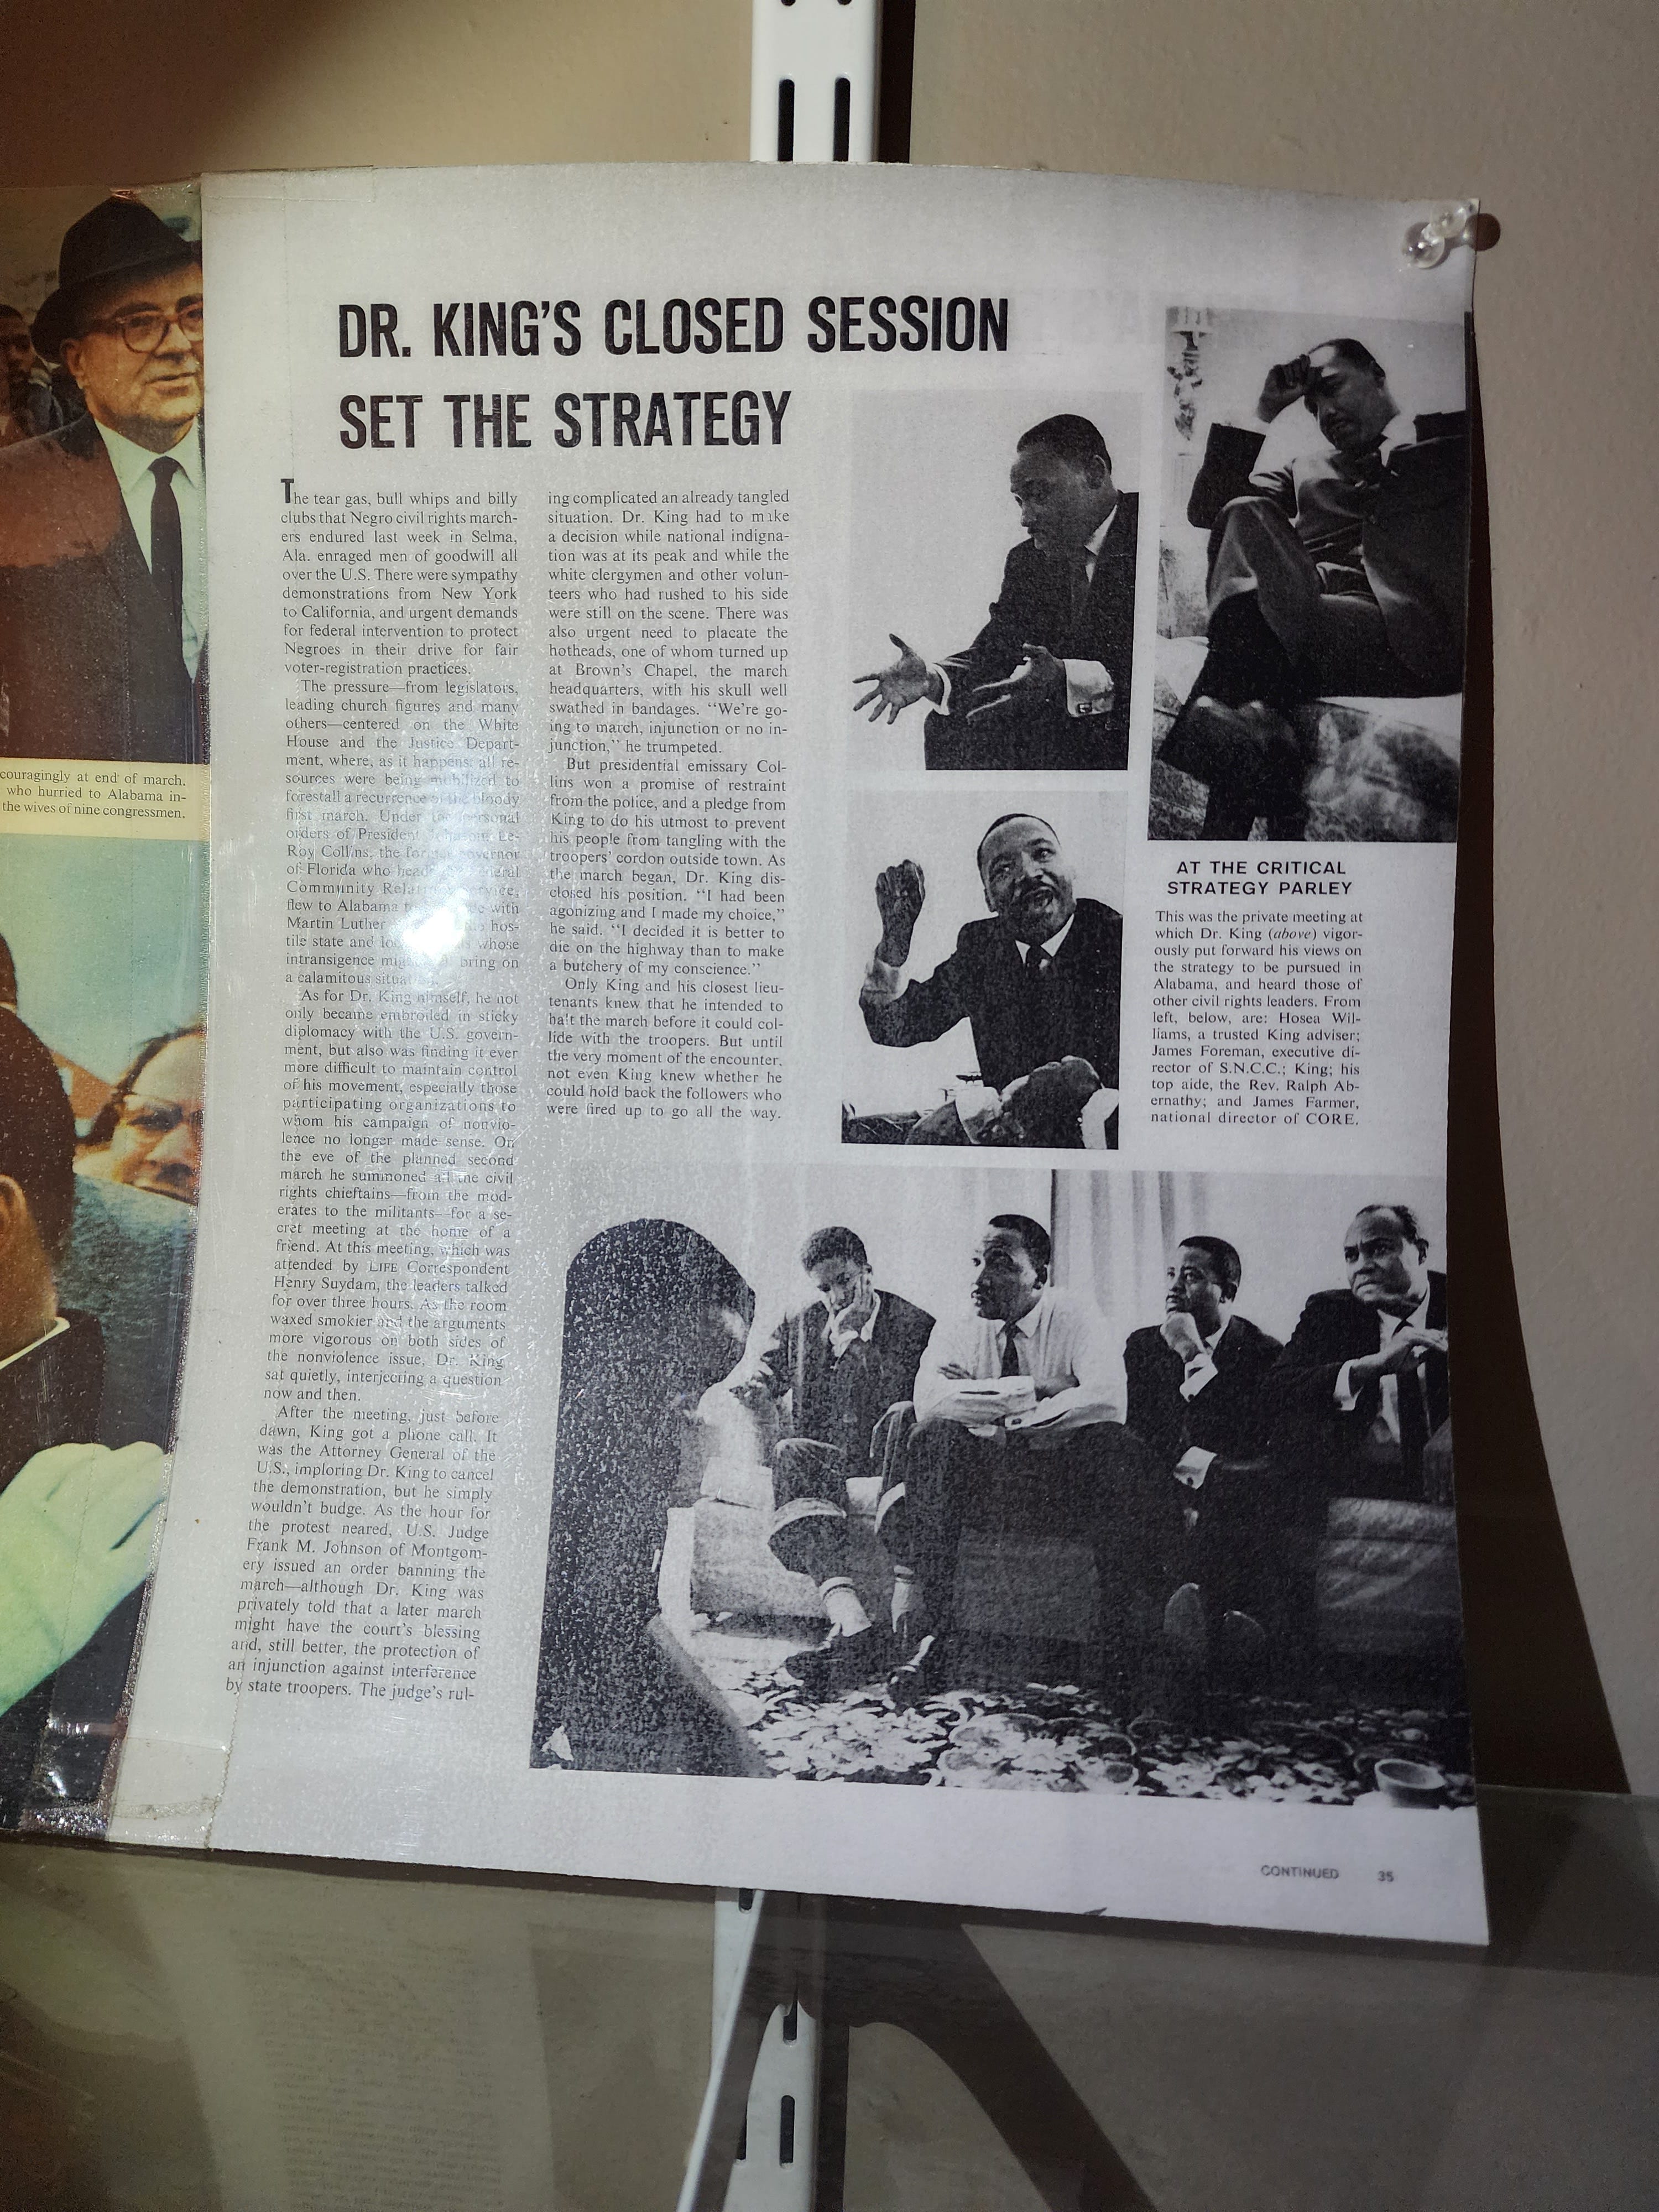 couragingly at end of march.
who hurried to Alabama in-
the wives of nine congressmen.
DR. KING'S CLOSED SESSION
SET THE STRATEGY
The tear gas, bull whips and billy
clubs that Negro civil rights march-
ers endured last week in Selma,
Ala. enraged men of goodwill all
over the U.S. There were sympathy
demonstrations from New York
to California, and urgent demands
for federal intervention to protect
Negroes in their drive for fair
voter-registration practices.
The pressure—from legislators,
leading church figures and many
others—centered on the White
House and the Justice Depart-
ment, where, as it happens, all re-
sources were being mobilized to
forestall a recurrence of the bloody
first march. Under personal
orders of President Le-
Roy Collins, the former governor
of Florida who heads
Community
flew to Alabama with
Martin Luther hos-
tile state and whose
intransigence bring on
a calamitous situation.
As for Dr. King himself, he not
only became embroiled in sticky
diplomacy with the U.S. govern-
ment, but also was finding it ever
more difficult to maintain control
of his movement, especially those
participating organizations to
whom his campaign of nonvio-
lence no longer made sense. On
the eve of the planned second
march he summoned all the civil
rights chieftains—from the mod-
erates to the militants—for a se-
cret meeting at the home of a
friend. At this meeting, which was
attended by LIFE Correspondent
Henry Suydam, the leaders talked
for over three hours. As the room
waxed smokier and the arguments
more vigorous on both sides of
the nonviolence issue, Dr. King
sat quietly, interjecting a question
now and then.
After the meeting, just before
dawn, King got a phone call. It
was the Attorney General of the
U.S., imploring Dr. King to cancel
the demonstration, but he simply
wouldn't budge. As the hour for
the protest neared, U.S. Judge
Frank M. Johnson of Montgom-
ery issued an order banning the
march—although Dr. King was
privately told that a later march
might have the court's blessing
and, still better, the protection of
an injunction against interference
by state troopers. The judge's rul-
ing complicated an already tangled
situation. Dr. King had to make
a decision while national indigna-
tion was at its peak and while the
white clergymen and other volun-
teers who had rushed to his side
were still on the scene. There was
also urgent need to placate the
hotheads, one of whom turned up
at Brown's Chapel, the march
headquarters, with his skull well
swathed in bandages. "We're go-
ing to march, injunction or no in-
junction," he trumpeted.
But presidential emissary Col-
lins won a promise of restraint
from the police, and a pledge from
King to do his utmost to prevent
his people from tangling with the
troopers' cordon outside town. As
the march began, Dr. King dis-
closed his position. "I had been
agonizing and I made my choice,"
he said. "I decided it is better to
die on the highway than to make
a butchery of my conscience."
Only King and his closest lieu-
tenants knew that he intended to
halt the march before it could col-
lide with the troopers. But until
the very moment of the encounter,
not even King knew whether he
could hold back the followers who
were fired up to go all the way.
AT THE CRITICAL
STRATEGY PARLEY
This was the private meeting at
which Dr. King (above) vigor-
ously put forward his views on
the strategy to be pursued in
Alabama, and heard those of
other civil rights leaders. From
left, below, are: Hosea Wil-
liams, a trusted King adviser;
James Foreman, executive di-
rector of S.N.C.C.; King; his
top aide, the Rev. Ralph Ab-
ernathy; and James Farmer,
national director of CORE.
CONTINUED 35